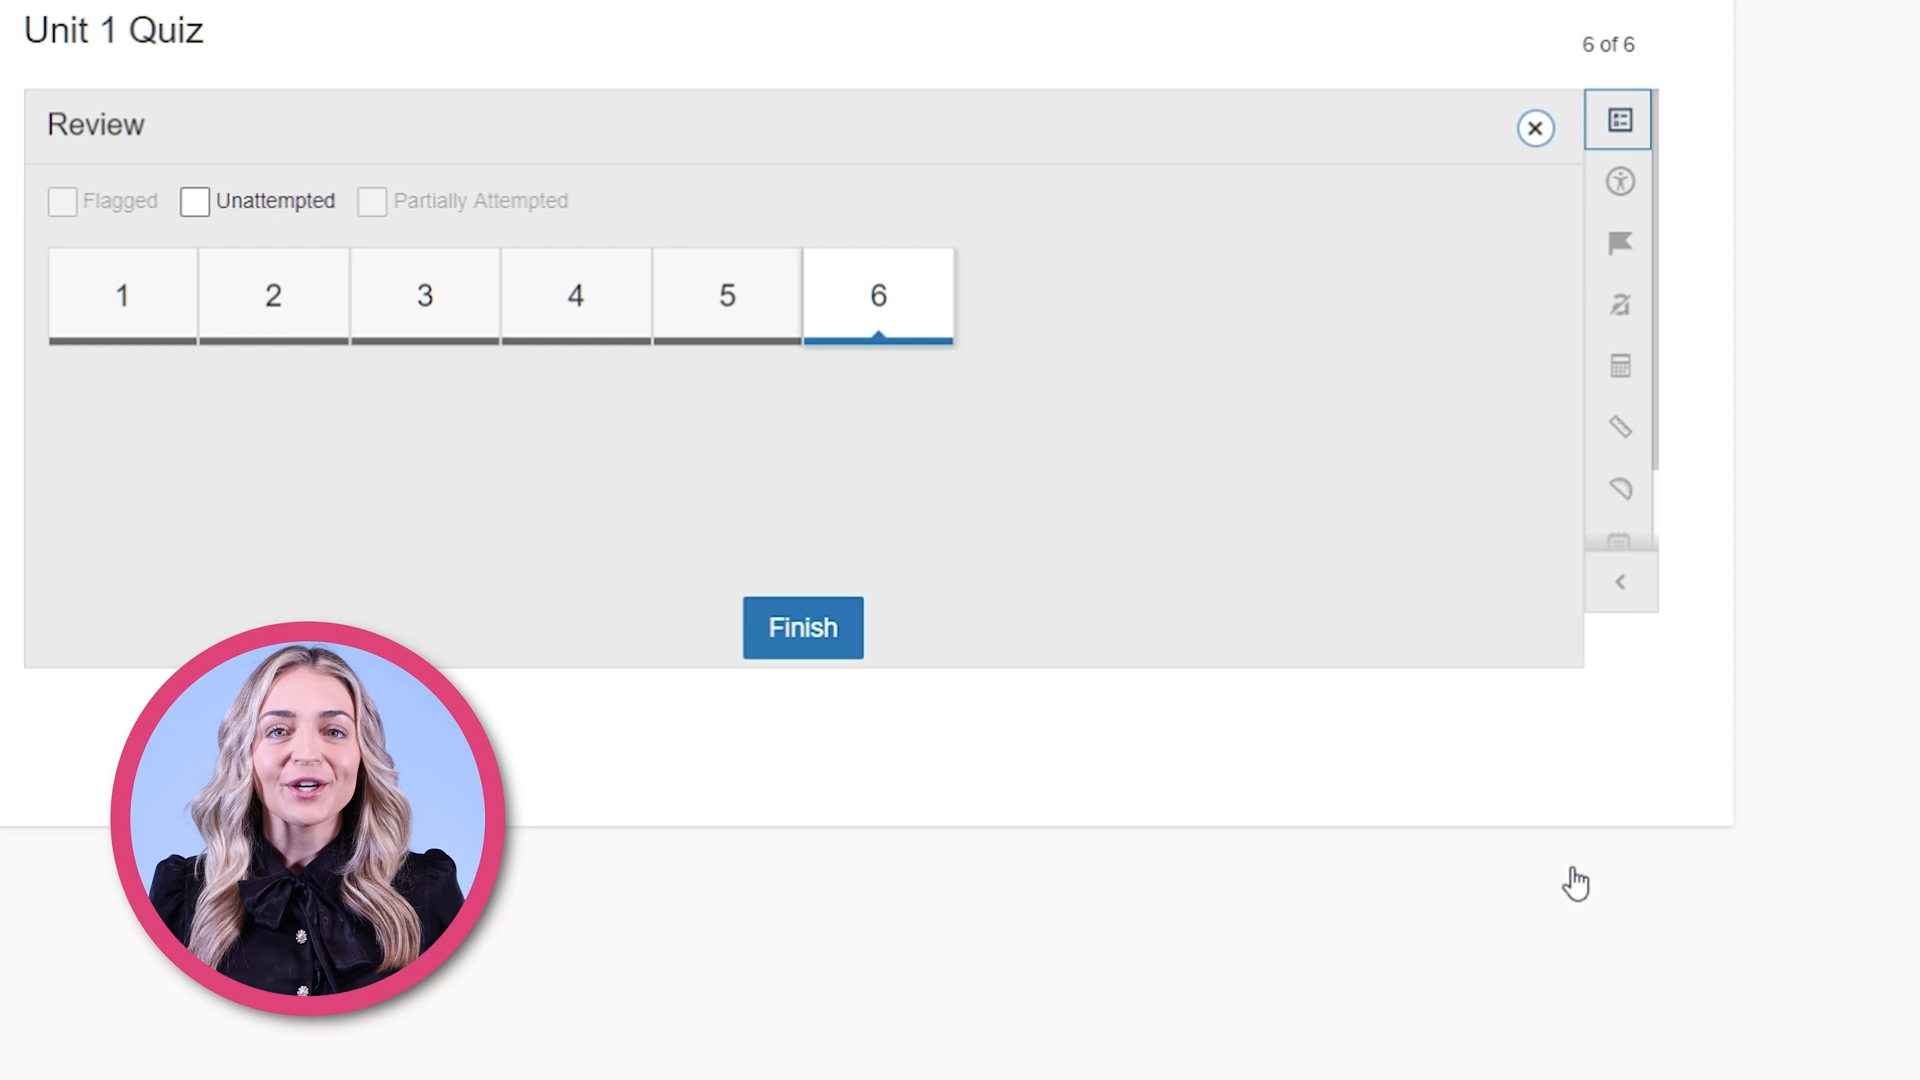 Unit 1 Quiz
6 of 6
Review
Flagged Unattempted Partially Attempted
1 2 3 4 5 6
Finish